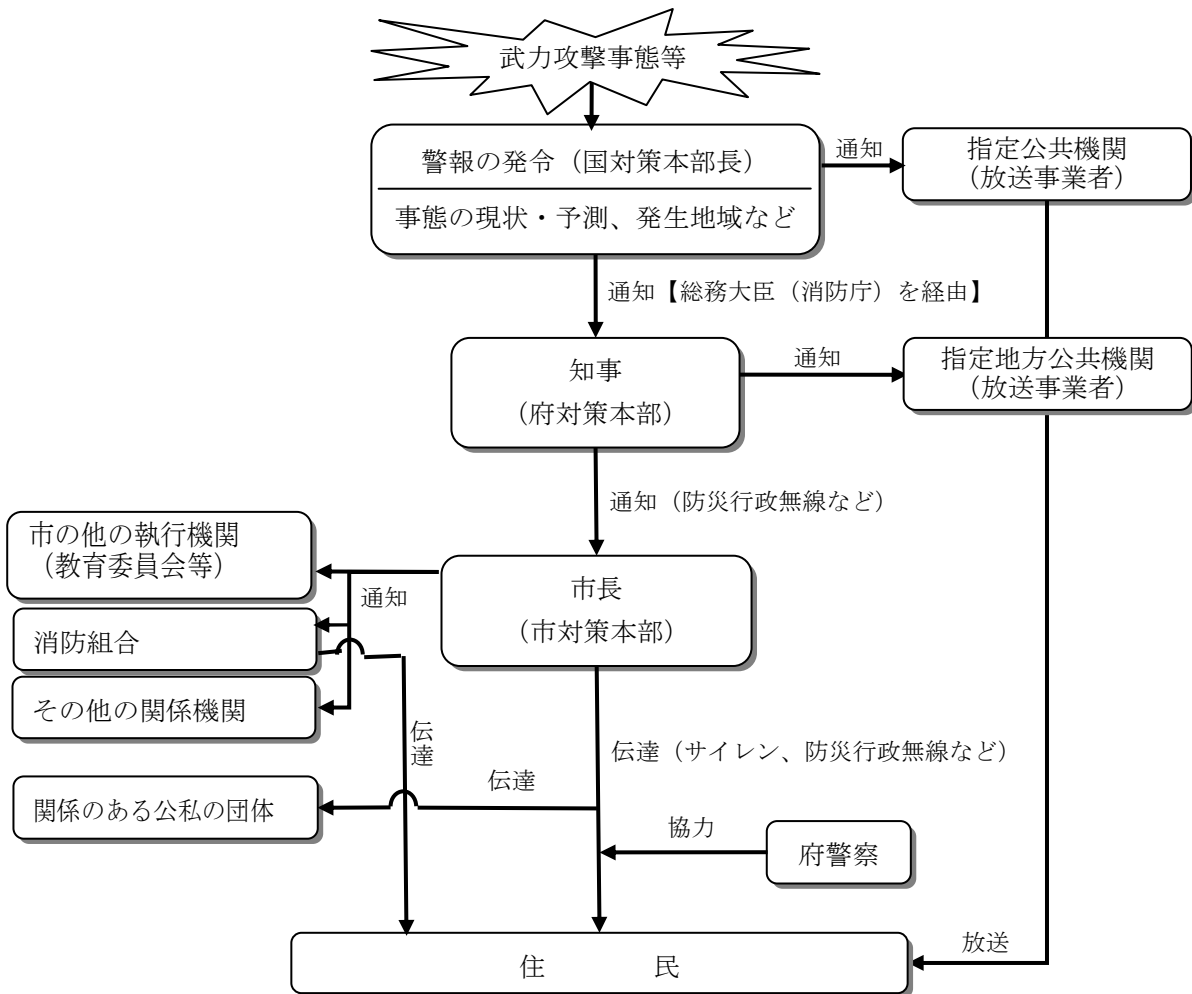 武力攻撃事態等
警報の発令（国対策本部長）
事態の現状・予測、発生地域など
通知
指定公共機関
（放送事業者）
通知【総務大臣（消防庁）を経由】
知事
（府対策本部）
通知
指定地方公共機関
（放送事業者）
通知（防災行政無線など）
市の他の執行機関
（教育委員会等）
市長
（市対策本部）
通知
消防組合
その他の関係機関
伝達
伝達（サイレン、防災行政無線など）
関係のある公私の団体
伝達
協力
府警察
放送
住　　　民